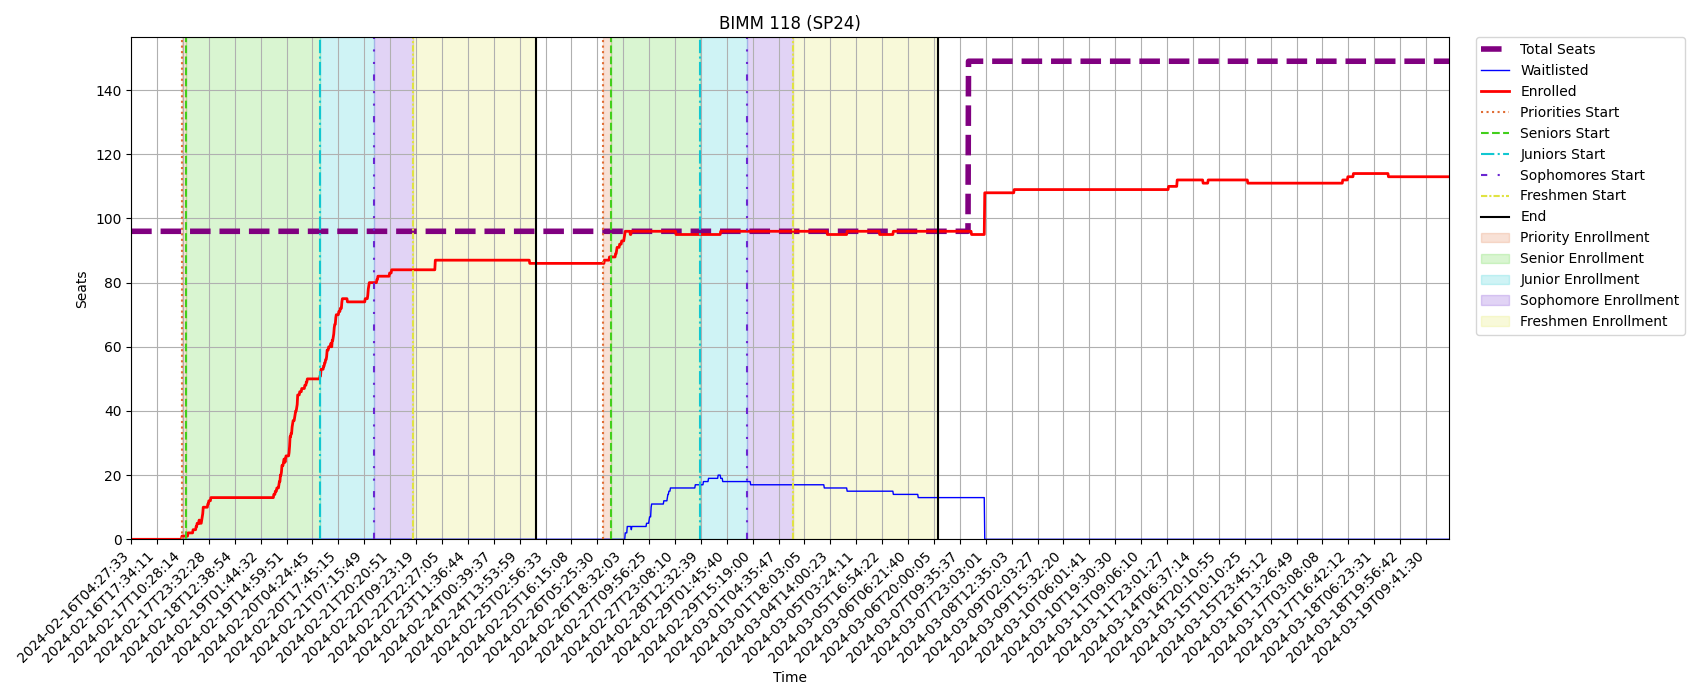 BIMM 118 (SP24)
Seats
140
120
100
80
60
40
20
0
2024-02-16T04:27:33
2024-02-16T17:34:11
2024-02-17T10:28:14
2024-02-17T23:32:28
2024-02-18T12:38:54
2024-02-19T01:44:32
2024-02-19T14:59:51
2024-02-20T04:24:45
2024-02-20T17:45:15
2024-02-21T07:15:49
2024-02-21T20:20:51
2024-02-22T09:23:19
2024-02-22T22:27:05
2024-02-23T11:36:44
2024-02-24T00:39:37
2024-02-24T13:53:59
2024-02-25T02:56:33
2024-02-25T16:15:08
2024-02-26T05:25:30
2024-02-26T18:32:03
2024-02-27T09:56:25
2024-02-27T23:08:10
2024-02-28T12:32:39
2024-02-29T01:45:40
2024-02-29T15:19:00
2024-03-01T04:35:47
2024-03-01T18:03:05
2024-03-04T14:00:23
2024-03-05T03:24:11
2024-03-05T16:54:22
2024-03-06T06:21:40
2024-03-06T20:00:05
2024-03-07T09:35:37
2024-03-07T23:03:01
2024-03-08T12:35:03
2024-03-09T02:03:27
2024-03-09T15:32:20
2024-03-10T06:01:41
2024-03-10T19:30:30
2024-03-11T09:06:10
2024-03-11T23:01:27
2024-03-14T06:37:14
2024-03-14T20:10:55
2024-03-15T10:10:25
2024-03-15T23:45:12
2024-03-16T13:26:49
2024-03-17T03:08:08
2024-03-17T16:42:12
2024-03-18T06:23:31
2024-03-18T19:56:42
2024-03-19T09:41:30
Time
Total Seats
Waitlisted
Enrolled
Priorities Start
Seniors Start
Juniors Start
Sophomores Start
Freshmen Start
End
Priority Enrollment
Senior Enrollment
Junior Enrollment
Sophomore Enrollment
Freshmen Enrollment